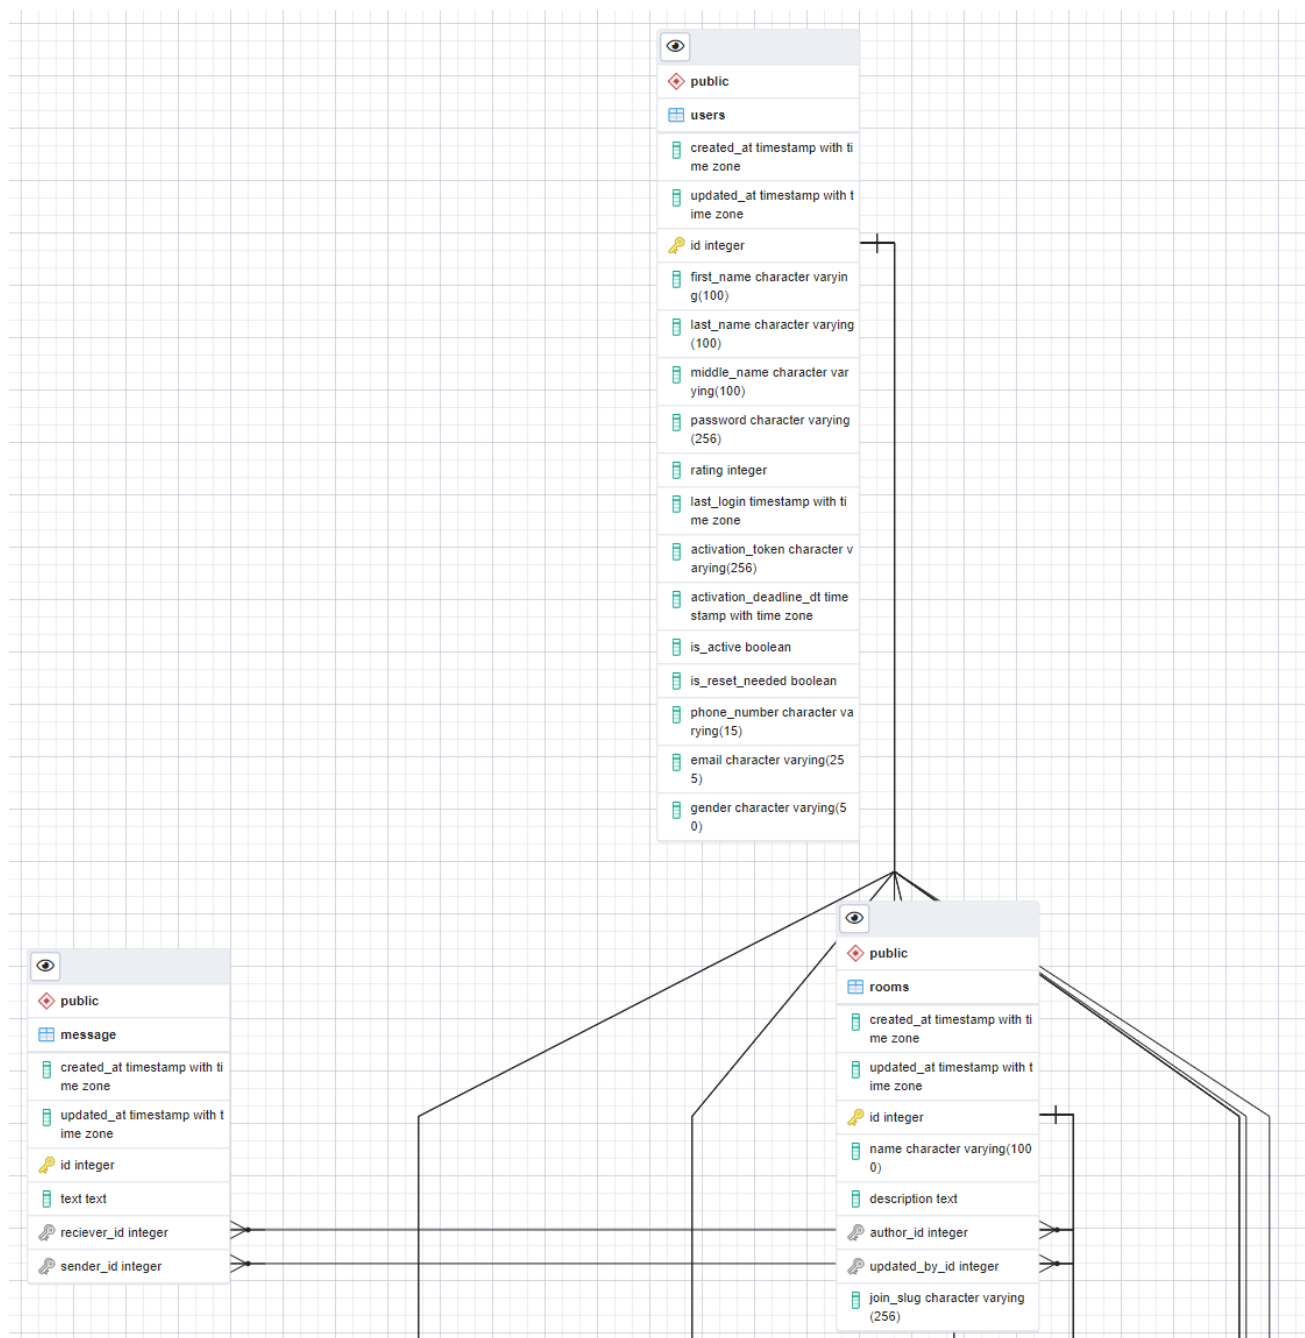 public
users
created_at timestamp with ti
me zone
updated_at timestamp with t
ime zone
id integer
first_name character varyin
g(100)
last_name character varying
(100)
middle_name character var
ying(100)
password character varying
(256)
rating integer
last_login timestamp with ti
me zone
activation_token character v
arying(256)
activation_deadline_dt time
stamp with time zone
is_active boolean
is_reset_needed boolean
phone_number character va
rying(15)
email character varying(25
5)
gender character varying(5
0)
public
message
created_at timestamp with ti
me zone
updated_at timestamp with t
ime zone
id integer
text text
reciever_id integer
sender_id integer
public
rooms
created_at timestamp with ti
me zone
updated_at timestamp with t
ime zone
id integer
name character varying(100
0)
description text
author_id integer
updated_by_id integer
join_slug character varying
(256)